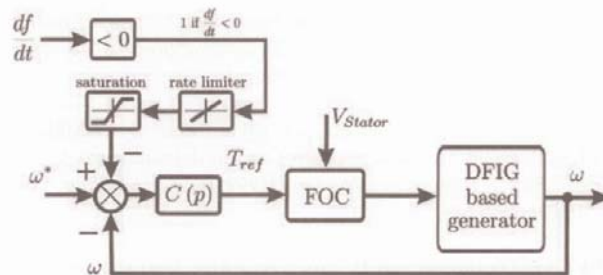 df/dt
< 0
1 if df/dt < 0
saturation
rate limiter
+
−
ω*
C (p)
T_ref
V_Stator
FOC
DFIG
based
generator
ω
−
ω